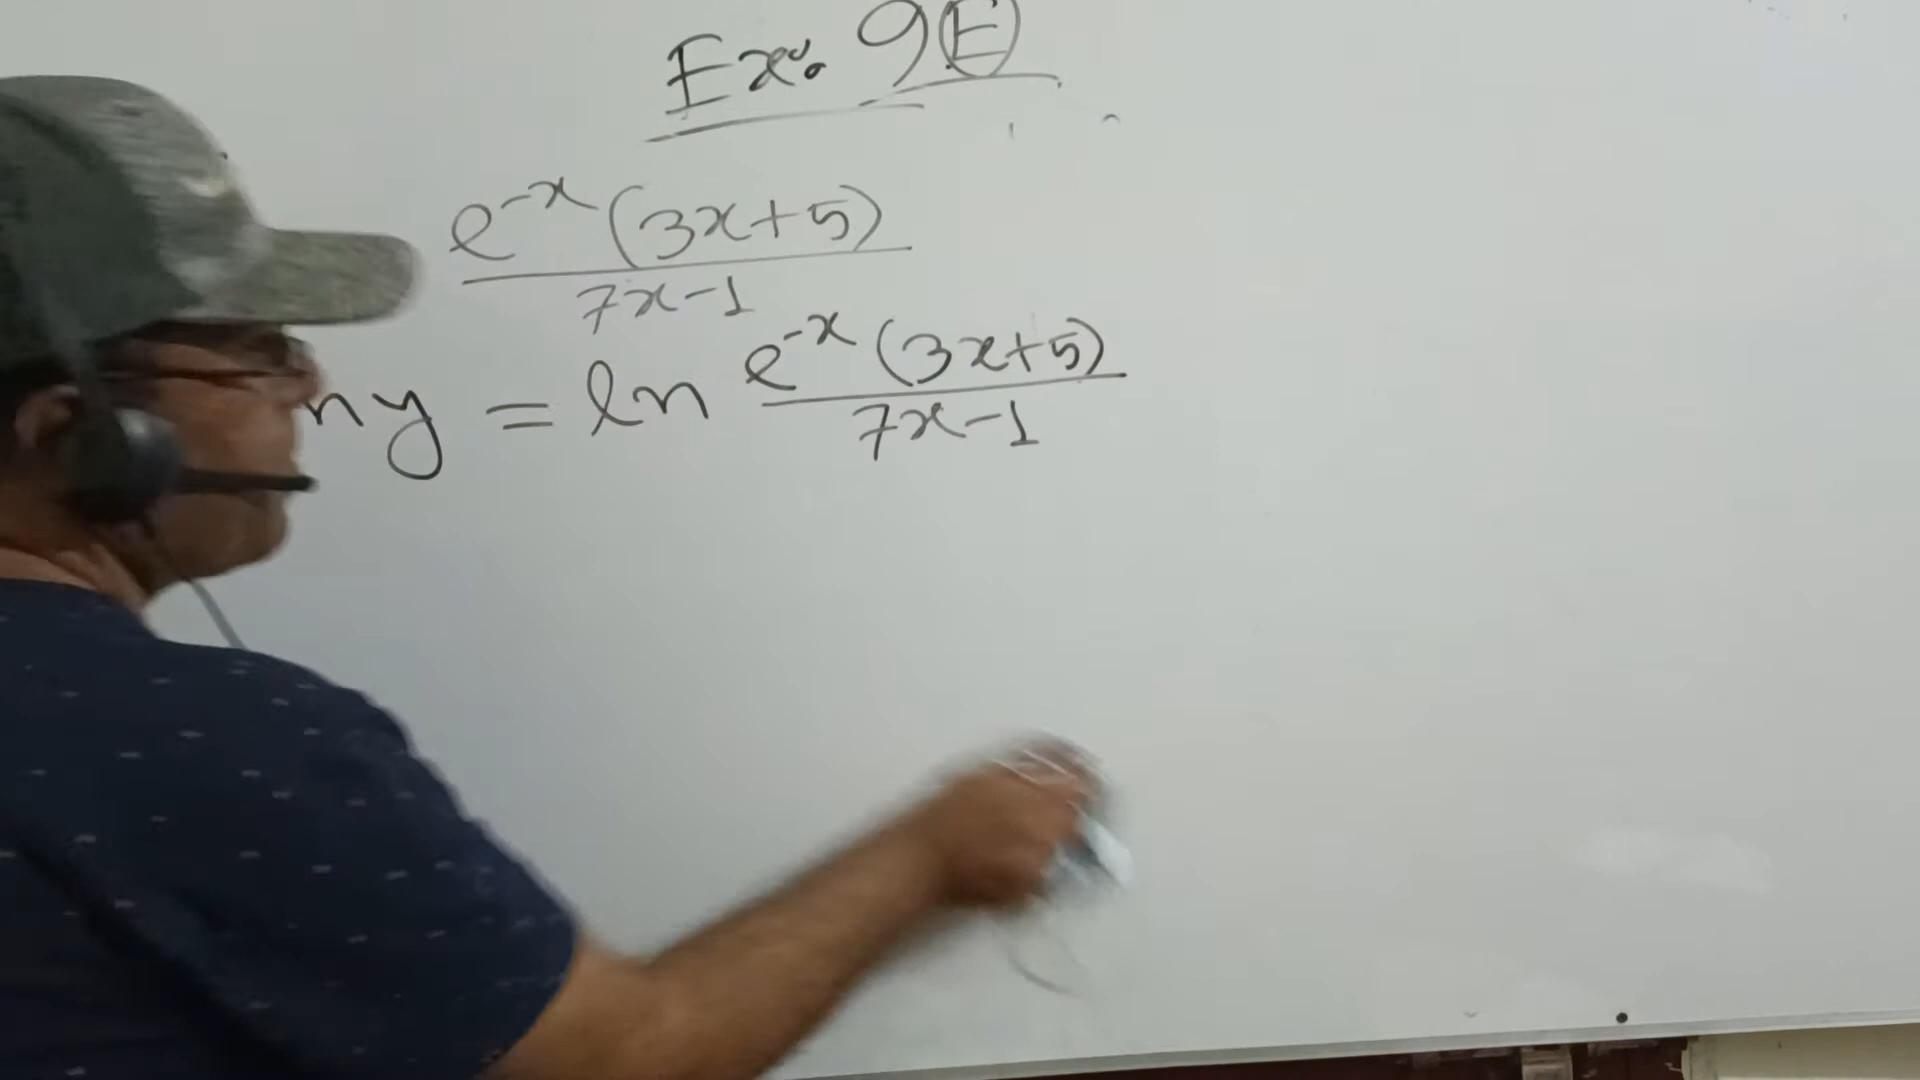 Ex: 9(E)
e^{-x}(3x+5)
7x-1
ny = ln e^{-x}(3x+5)
7x-1